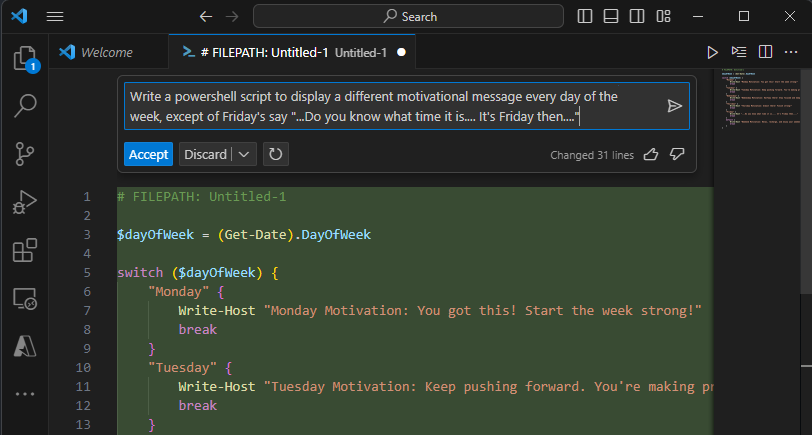 Search
Welcome
# FILEPATH: Untitled-1 Untitled-1
1
Write a powershell script to display a different motivational message every day of the
week, except of Friday's say "...Do you know what time it is.... It's Friday then...."
Accept
Discard
Changed 31 lines
1 # FILEPATH: Untitled-1
2
3 $dayOfWeek = (Get-Date).DayOfWeek
4
5 switch ($dayOfWeek) {
6 "Monday" {
7 Write-Host "Monday Motivation: You got this! Start the week strong!"
8 break
9 }
10 "Tuesday" {
11 Write-Host "Tuesday Motivation: Keep pushing forward. You're making
12 break
13 }